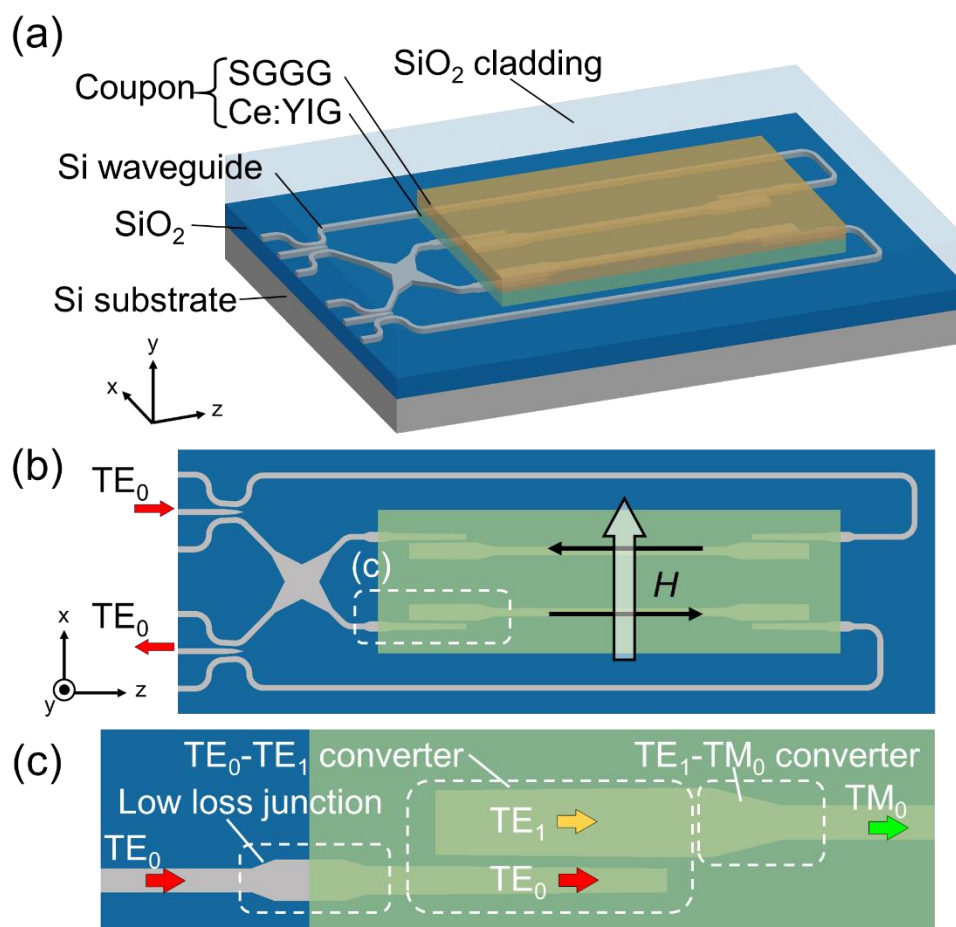 (a)
SiO₂ cladding
Coupon { SGGG
Ce:YIG
Si waveguide
SiO₂
Si substrate
y
x
z
(b)
TE₀
(c)
H
TE₀
x
y
z
(c)
TE₀-TE₁ converter
TE₁-TM₀ converter
Low loss junction
TM₀
TE₁
TE₀
TE₀